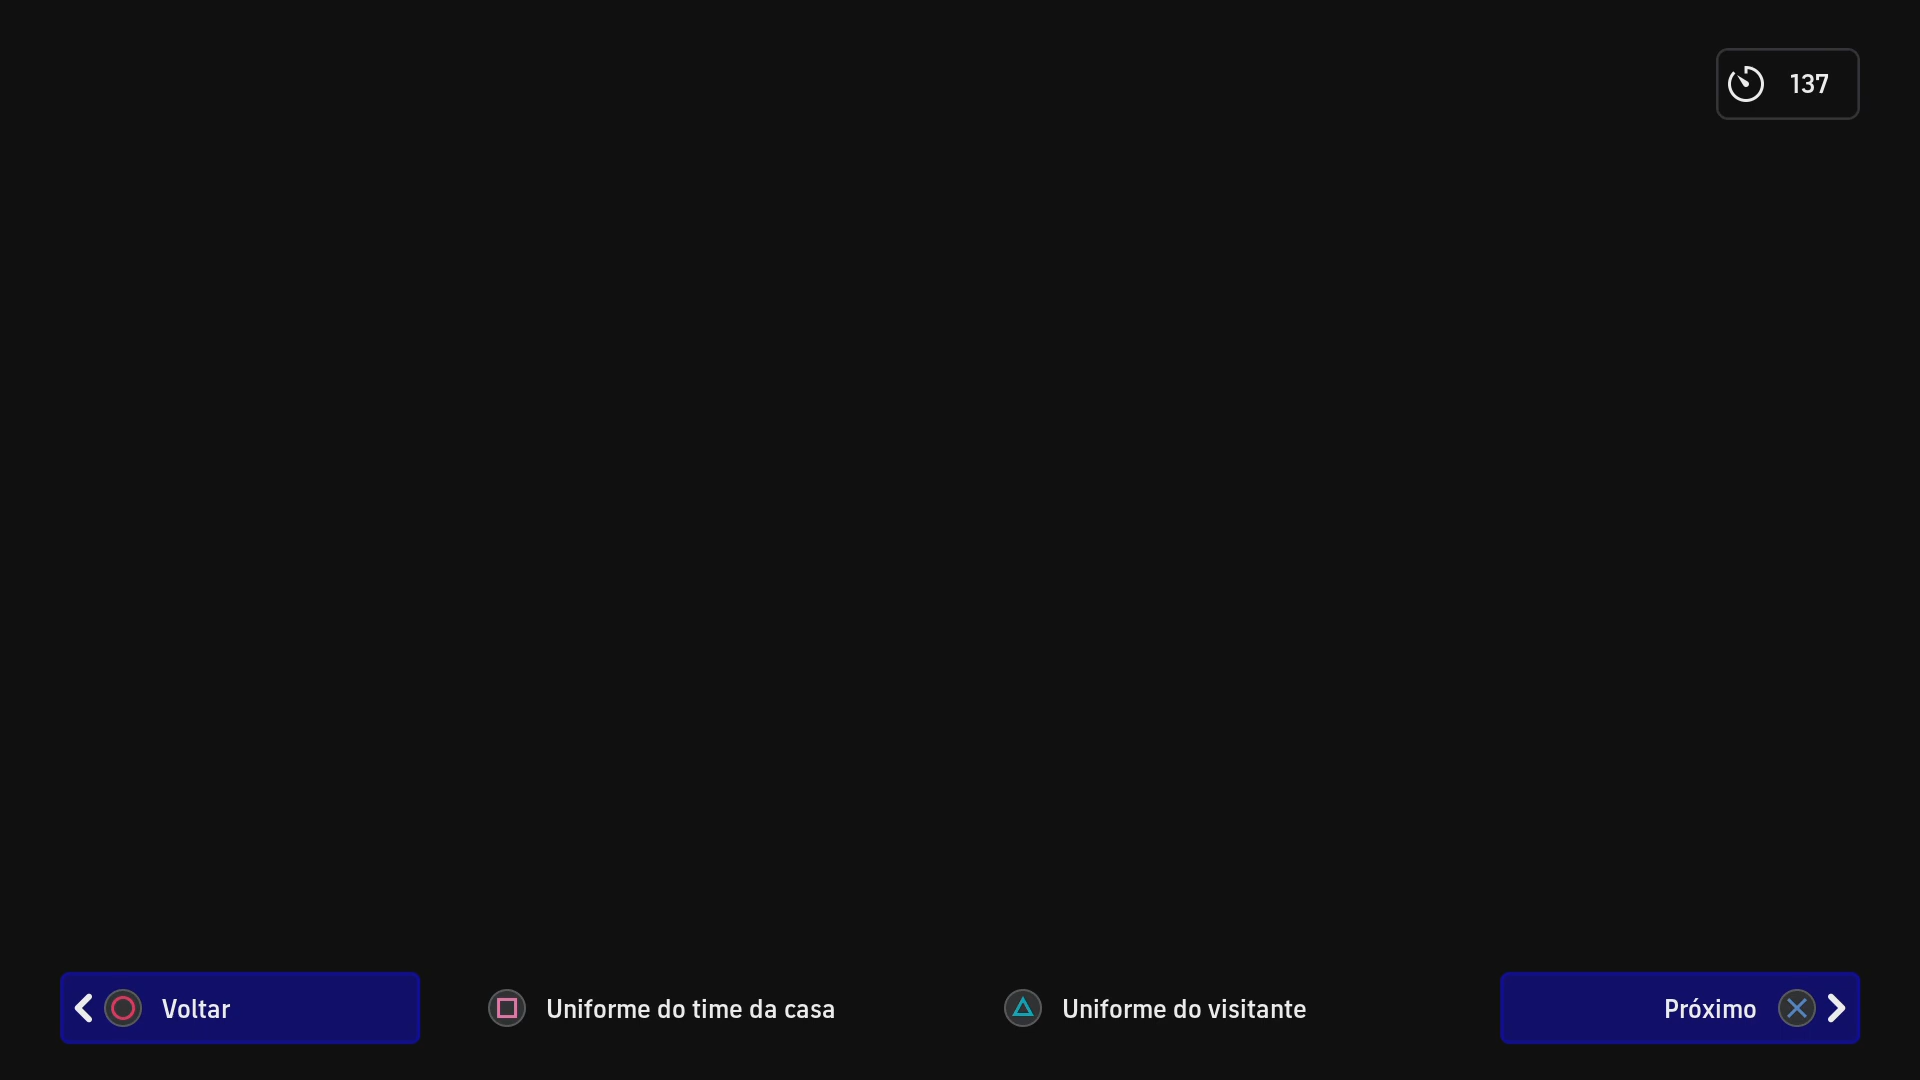 137
Voltar
Uniforme do time da casa
Uniforme do visitante
Próximo